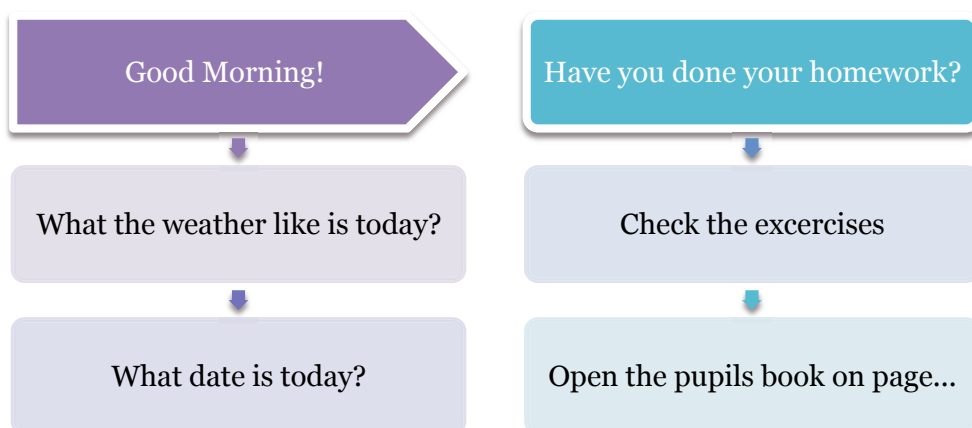 Good Morning!
What the weather like is today?
What date is today?
Have you done your homework?
Check the excercises
Open the pupils book on page...